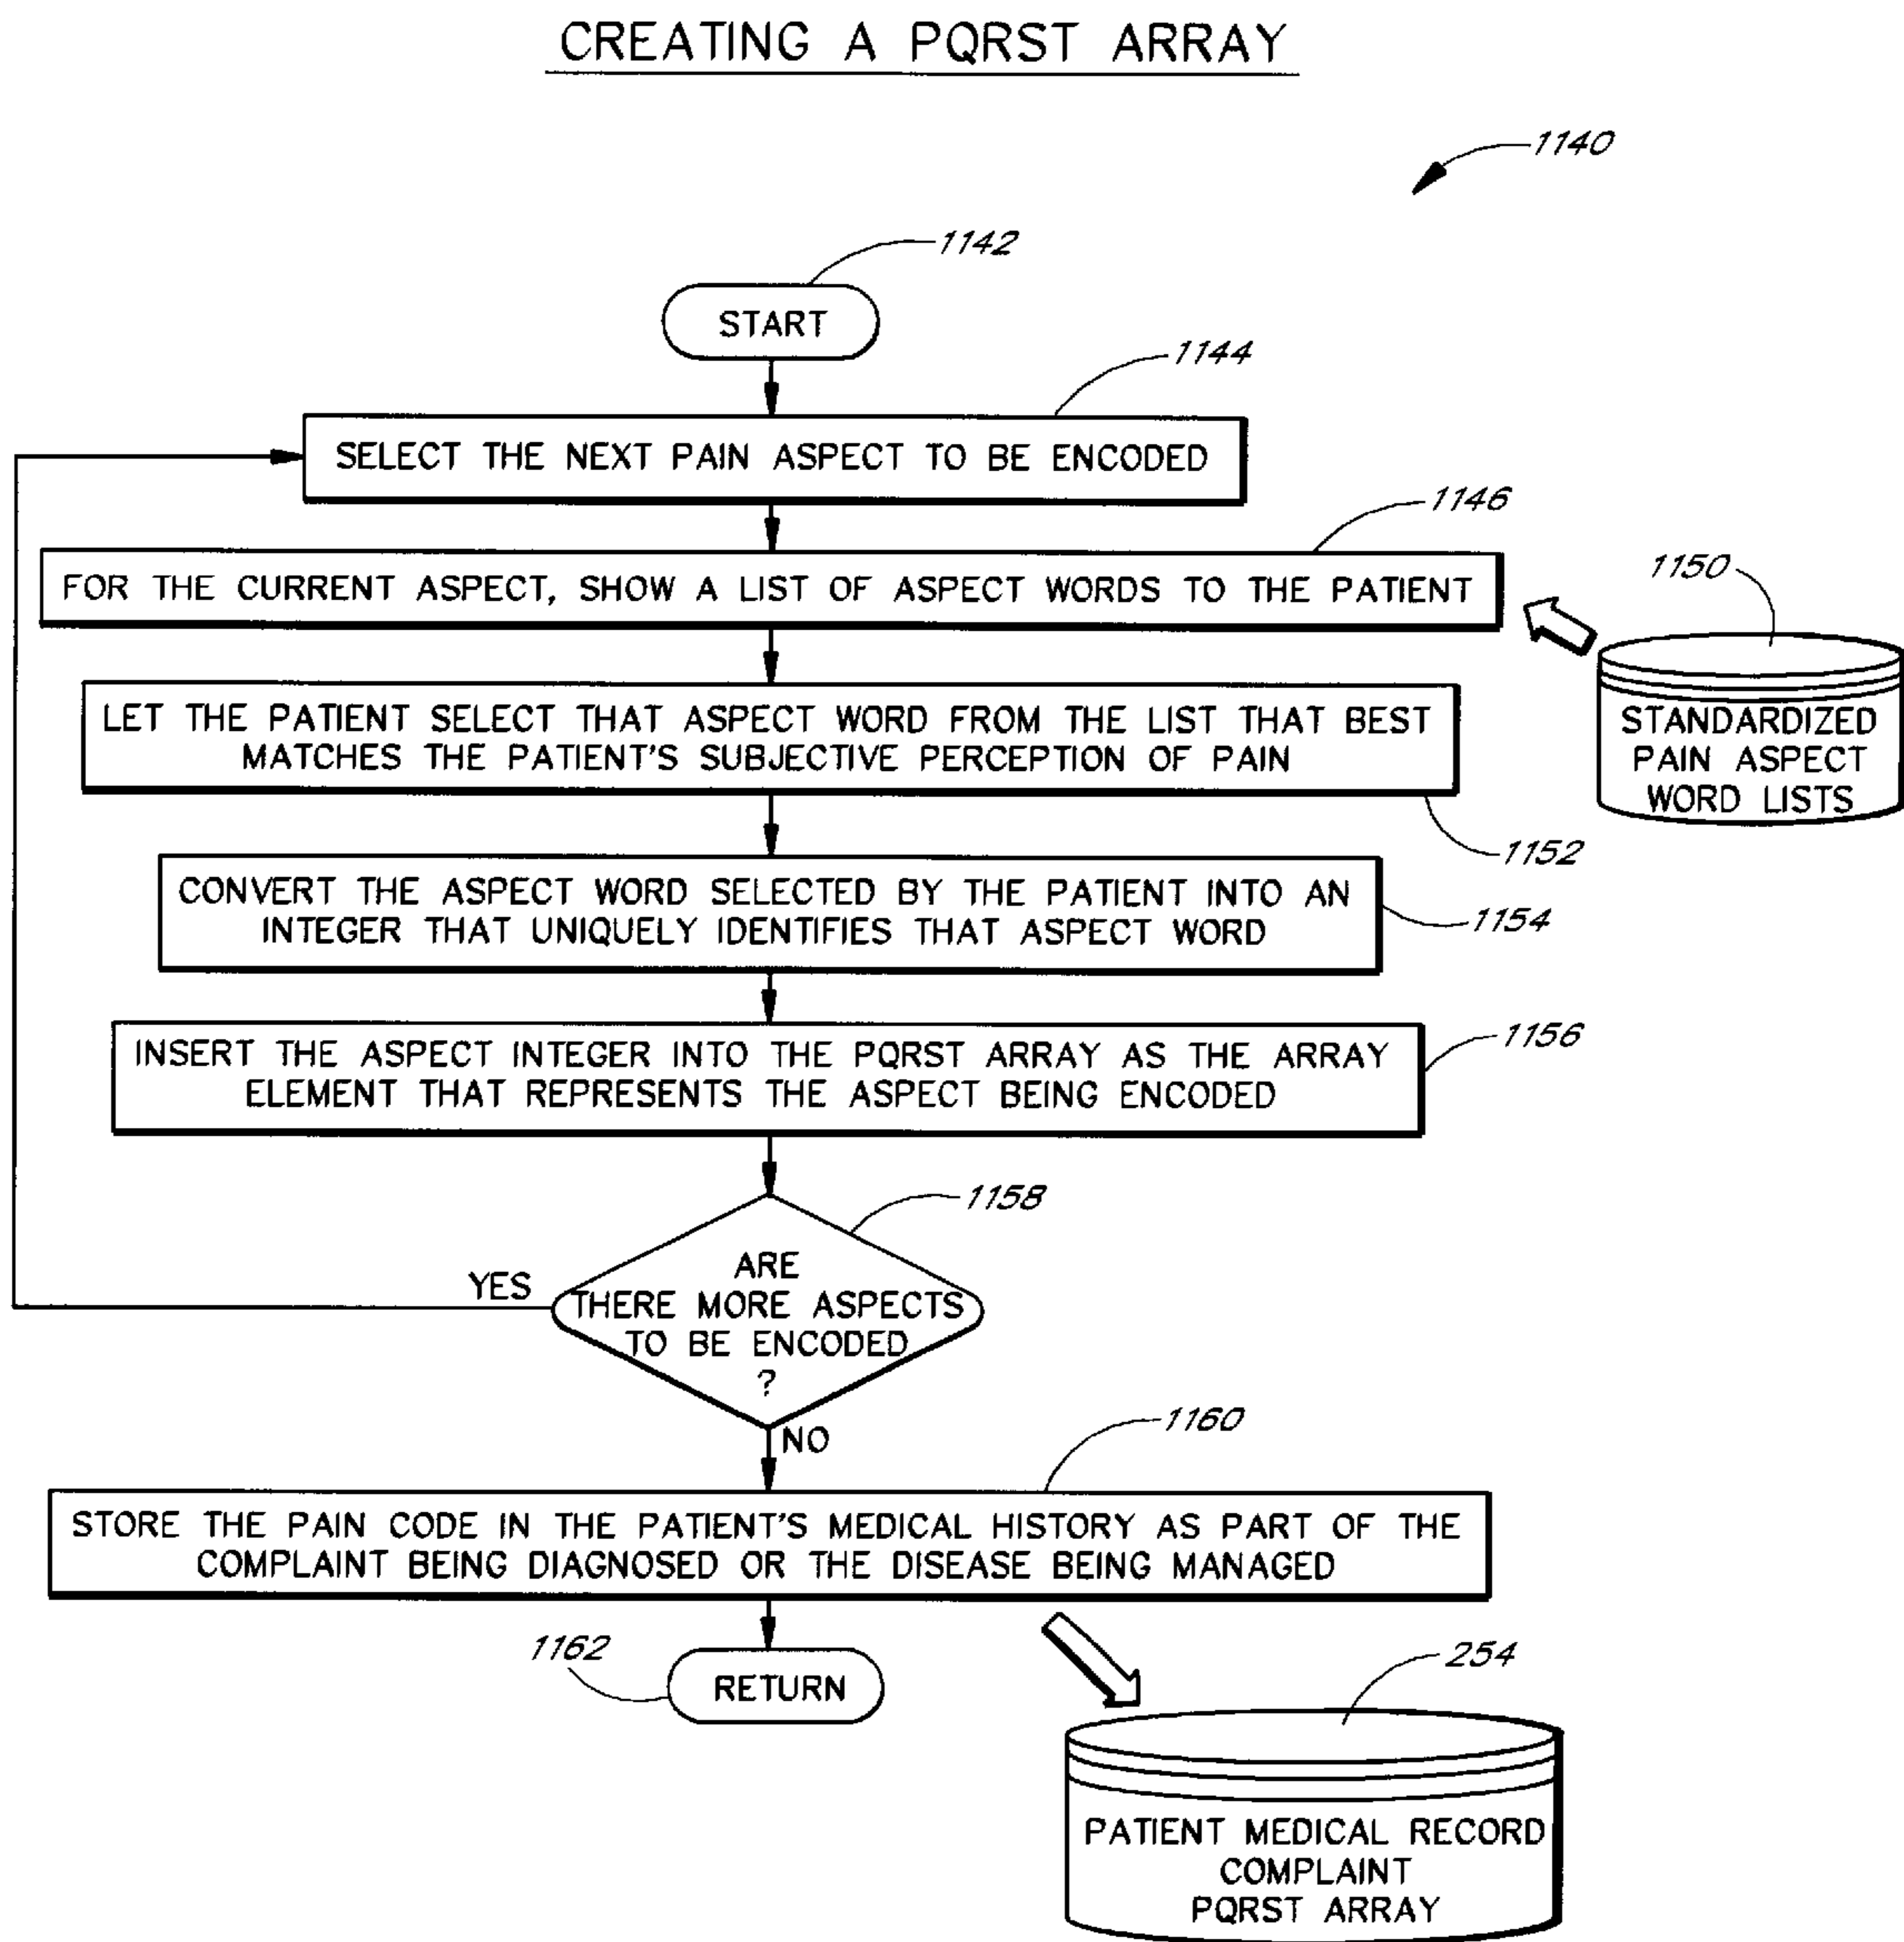 CREATING A PQRST ARRAY
1140
1142
START
1144
SELECT THE NEXT PAIN ASPECT TO BE ENCODED
1146
FOR THE CURRENT ASPECT, SHOW A LIST OF ASPECT WORDS TO THE PATIENT
1150
STANDARDIZED
PAIN ASPECT
WORD LISTS
LET THE PATIENT SELECT THAT ASPECT WORD FROM THE LIST THAT BEST
MATCHES THE PATIENT'S SUBJECTIVE PERCEPTION OF PAIN
1152
CONVERT THE ASPECT WORD SELECTED BY THE PATIENT INTO AN
INTEGER THAT UNIQUELY IDENTIFIES THAT ASPECT WORD
1154
INSERT THE ASPECT INTEGER INTO THE PQRST ARRAY AS THE ARRAY
ELEMENT THAT REPRESENTS THE ASPECT BEING ENCODED
1156
1158
ARE
THERE MORE ASPECTS
TO BE ENCODED
?
YES
NO
1160
STORE THE PAIN CODE IN THE PATIENT'S MEDICAL HISTORY AS PART OF THE
COMPLAINT BEING DIAGNOSED OR THE DISEASE BEING MANAGED
1162
RETURN
254
PATIENT MEDICAL RECORD
COMPLAINT
PQRST ARRAY